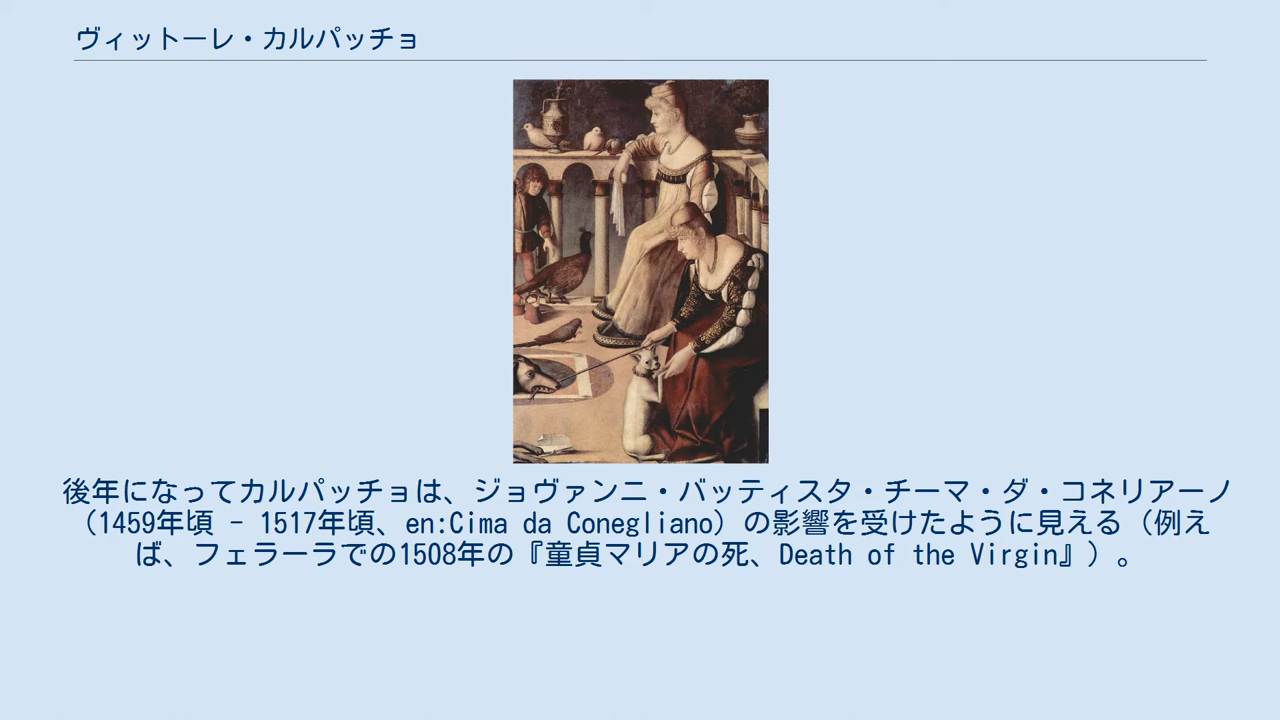 ヴィットーレ・カルパッチョ
後年になってカルパッチョは、ジョヴァンニ・バッティスタ・チーマ・ダ・コネリアーノ
（1459年頃 - 1517年頃、en:Cima da Conegliano）の影響を受けたように見える（例え
ば、フェラーラでの1508年の『童貞マリアの死、Death of the Virgin』）。